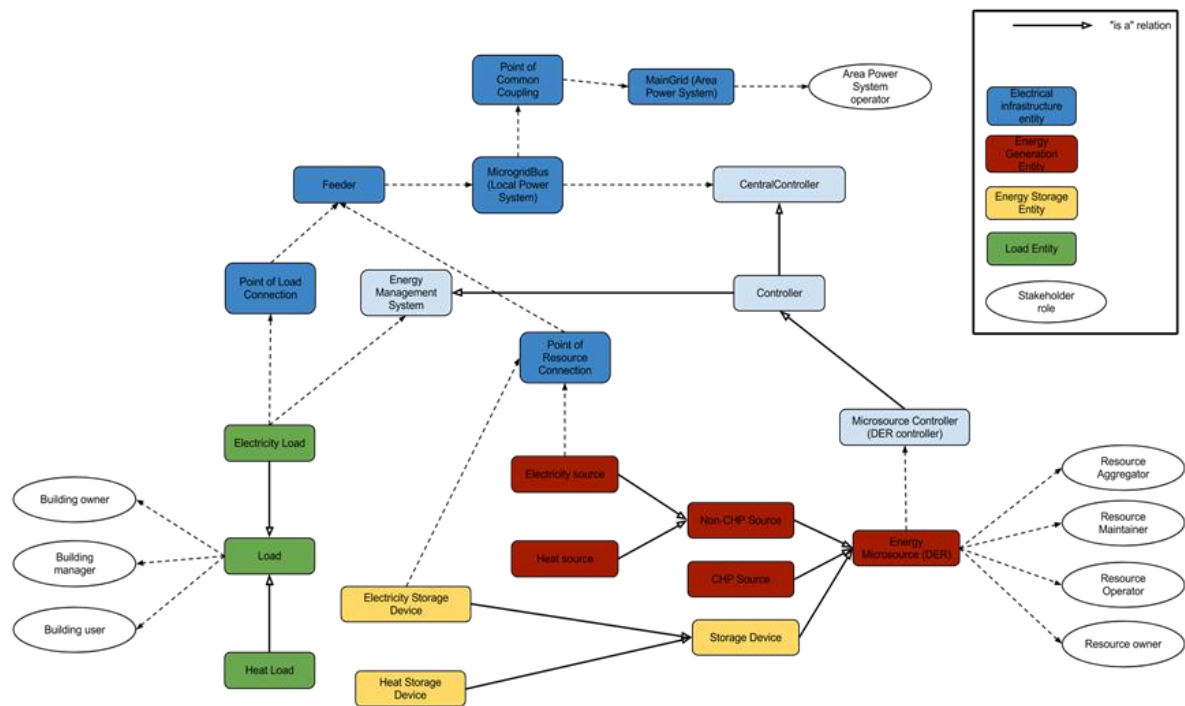 "is a" relation
Electrical
infrastructure
entity
Energy
Generation
Entity
Energy Storage
Entity
Load Entity
Stakeholder
role
Point of
Common
Coupling
MainGrid (Area
Power System)
Area Power
System
operator
Feeder
MicrogridBus
(Local Power
System)
CentralController
Point of Load
Connection
Energy
Management
System
Controller
Point of
Resource
Connection
Microsource Controller
(DER controller)
Electricity Load
Electricity source
Resource
Aggregator
Building owner
Non-CHP Source
Resource
Maintainer
Building
manager
Load
Heat source
Energy
Microsource (DER)
CHP Source
Resource
Operator
Electricity Storage
Device
Building user
Storage Device
Resource owner
Heat Load
Heat Storage
Device